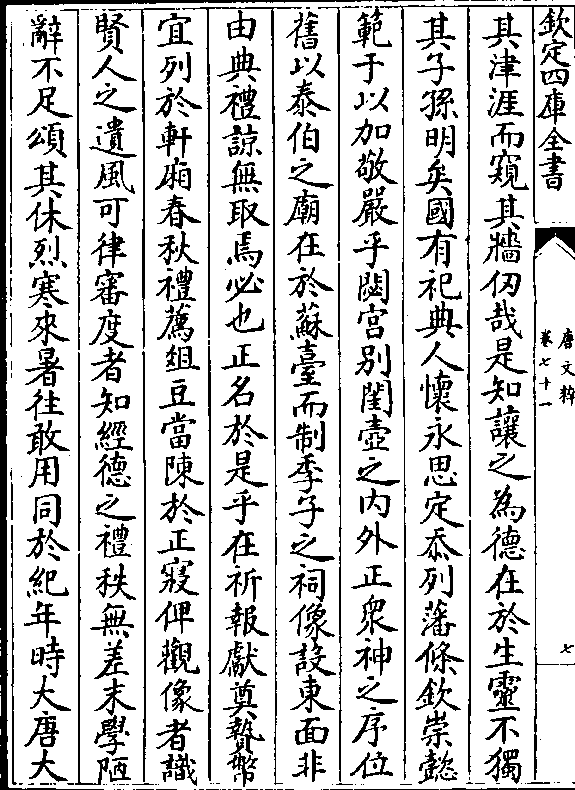 欽定四庫全書
唐文粹
卷七十一
七
其津涯而窺其牆仞哉是知讓之為德在於生靈不獨
其子孫明矣國有祀典人懷永思定忝列藩條欽崇懿
範于以加敬嚴乎閟宫别閨壼之内外正衆神之序位
舊以泰伯之廟在於蘇臺而制季子之祠像設東面非
由典禮諒無取焉必也正名於是乎在祈報獻奠贄幣
宜列於軒廂春秋禮薦俎豆當陳於正寢俾觀像者識
賢人之遺風可律審度者知經德之禮秩無差末學陋
辭不足頌其休烈寒來暑往敢用同於紀年時大唐大